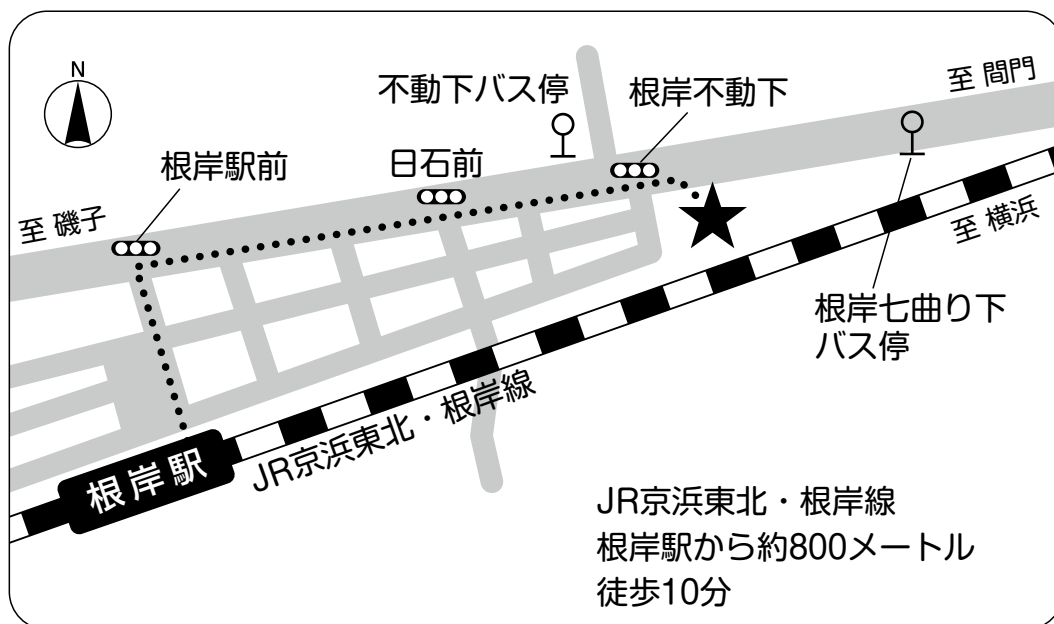 N
不動下バス停
根岸不動下
至 間門
根岸駅前
日石前
至 磯子
至 横浜
根岸七曲り下
バス停
JR京浜東北・根岸線
根岸駅
JR京浜東北・根岸線
根岸駅から約800メートル
徒歩10分